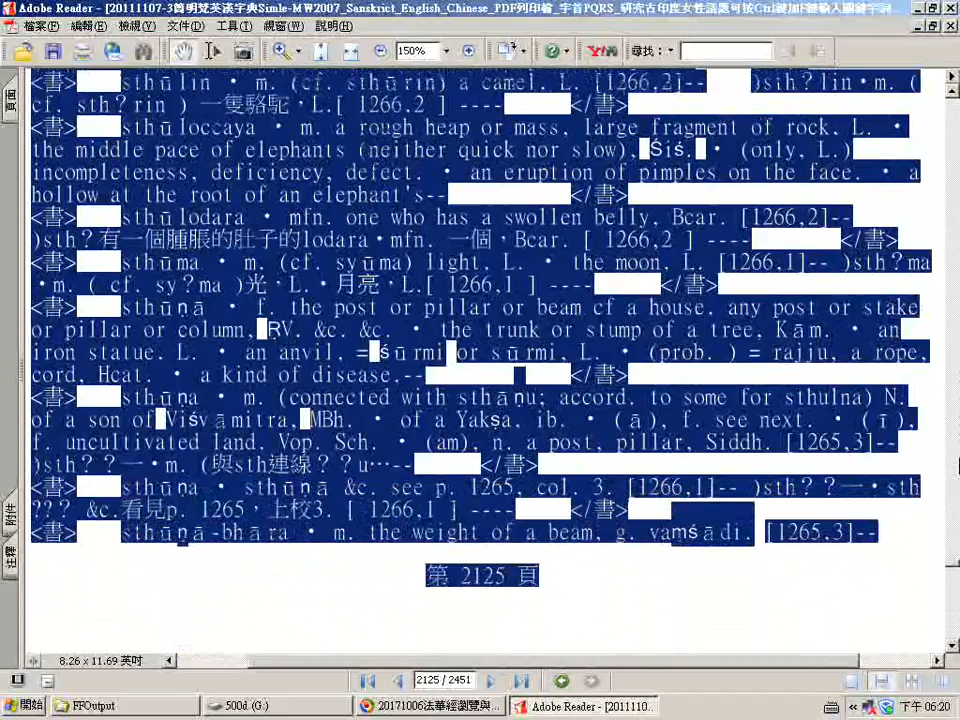 Adobe Reader - [20111107-3簡明梵英漢字典Simle-MW2007_Sanskrict_English_Chinese_PDF列印檔_字首PQRS_研究古印度女性議題可按Ctrl鍵加F鍵輸入關鍵字詞
檔案(F) 編輯(E) 檢視(V) 文件(D) 工具(T) 視窗(W) 說明(H)
150% 尋找：
頁面
<書> sthūlin • m. (cf. sthūrin) a camel, L. [1266,2]-- )sth?lin•m. (
cf. sth?rin ) 一隻駱駝，L.[ 1266,2 ] ---- </書>
<書> sthūloccaya • m. a rough heap or mass, large fragment of rock, L. •
the middle pace of elephants (neither quick nor slow), Śiś. • (only, L.)
incompleteness, deficiency, defect. • an eruption of pimples on the face. • a
hollow at the root of an elephant's-- </書>
<書> sthūlodara • mfn. one who has a swollen belly, Bcar. [1266,2]--
)sth?有一個腫脹的肚子的lodara•mfn. 一個，Bcar. [ 1266,2 ] ---- </書>
<書> sthūma • m. (cf. syūma) light, L. • the moon, L. [1266,1]-- )sth?ma
•m. ( cf. sy?ma )光，L.•月亮，L.[ 1266,1 ] ---- </書>
<書> sthūṇā • f. the post or pillar or beam cf a house, any post or stake
or pillar or column, ṚV. &c. &c. • the trunk or stump of a tree, Kām. • an
iron statue. L. • an anvil, = śūrmi or sūrmi, L. • (prob. ) = rajju, a rope,
cord, Hcat. • a kind of disease,-- </書>
<書> sthūṇa • m. (connected with sthāṇu; accord. to some for sthulna) N.
of a son of Viśvāmitra, MBh. • of a Yakṣa, ib. • (ā), f. see next. • (ī),
f. uncultivated land, Vop. Sch. • (am), n. a post, pillar, Siddh. [1265,3]--
)sth??一•m. (與sth連線??u…-- </書>
<書> sthūṇa • sthūṇā &c. see p. 1265, col. 3. [1266,1]-- )sth??一•sth
??? &c.看見p. 1265，上校3.[ 1266,1 ] ---- </書>
<書> sthūṇā-bhāra • m. the weight of a beam, g. vaṃśādi. [1265,3]--
第 2125 頁
附件
注釋
8.26 x 11.69 英吋
2125 / 2451
開始 FFOutput 500d (G:) 20171006法華經瀏覽與... Adobe Reader - [2011110... 下午 06:20